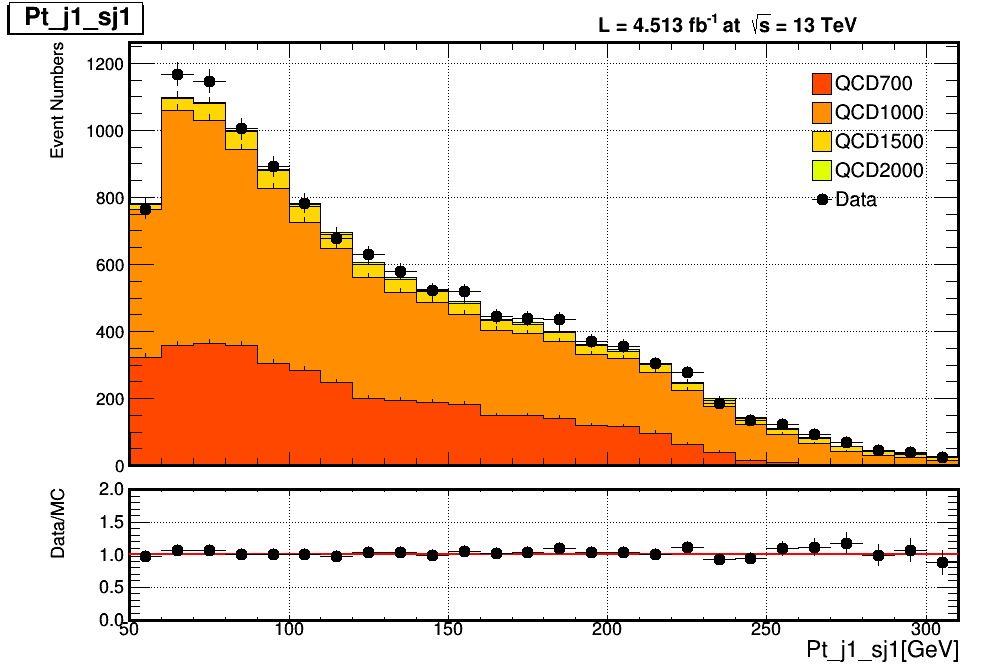 Pt_j1_sj1
L = 4.513 fb⁻¹ at √s = 13 TeV
Event Numbers
1200
1000
800
600
400
200
0
QCD700
QCD1000
QCD1500
QCD2000
Data
Data/MC
2.0
1.5
1.0
0.5
0.0
50 100 150 200 250 300
Pt_j1_sj1[GeV]